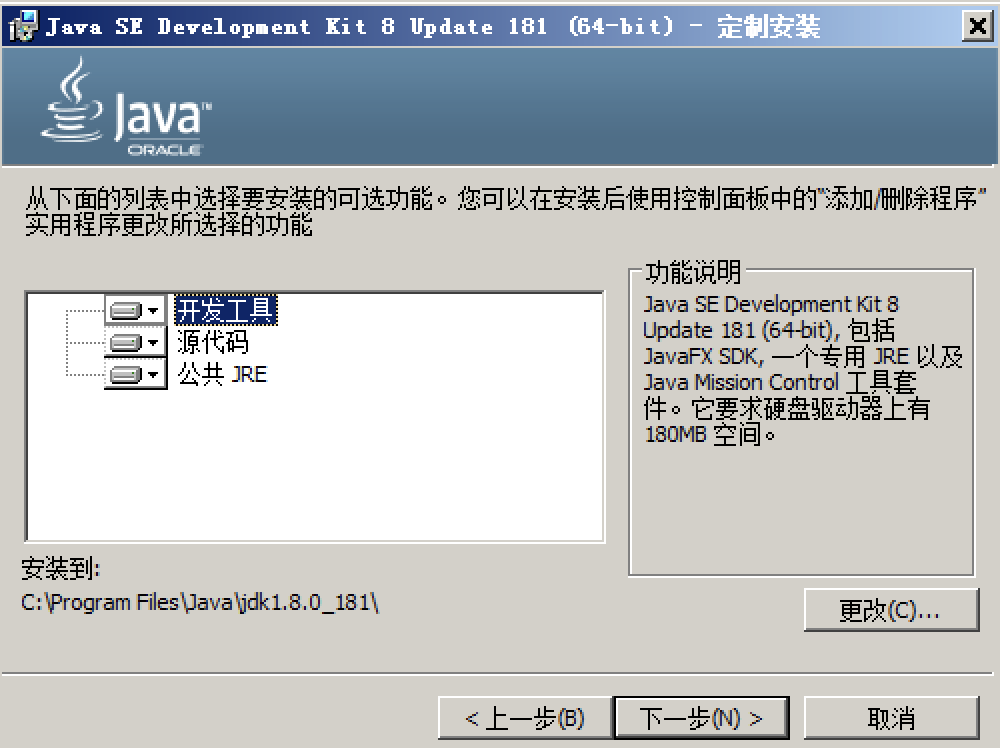 Java SE Development Kit 8 Update 181 (64-bit) - 定制安装
Java™
ORACLE
从下面的列表中选择要安装的可选功能。您可以在安装后使用控制面板中的“添加/删除程序”
实用程序更改所选择的功能
开发工具
源代码
公共 JRE
功能说明
Java SE Development Kit 8
Update 181 (64-bit), 包括
JavaFX SDK, 一个专用 JRE 以及
Java Mission Control 工具套
件。它要求硬盘驱动器上有
180MB 空间。
安装到:
C:\Program Files\Java\jdk1.8.0_181\
更改(C)...
< 上一步(B)
下一步(N) >
取消